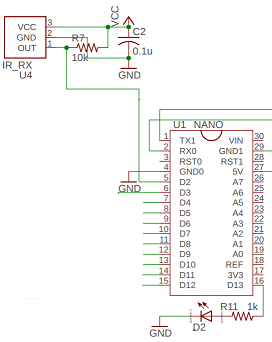 VCC
VCC 3
GND 2
OUT 1
IR_RX
U4
R7
10k
C2
0.1u
GND
U1 NANO
1 TX1 VIN 30
2 RX0 GND1 29
3 RST0 RST1 28
4 GND0 5V 27
5 D2 A7 26
6 D3 A6 25
7 D4 A5 24
8 D5 A4 23
9 D6 A3 22
10 D7 A2 21
11 D8 A1 20
12 D9 A0 19
13 D10 REF 18
14 D11 3V3 17
15 D12 D13 16
GND
R11 1k
D2
GND